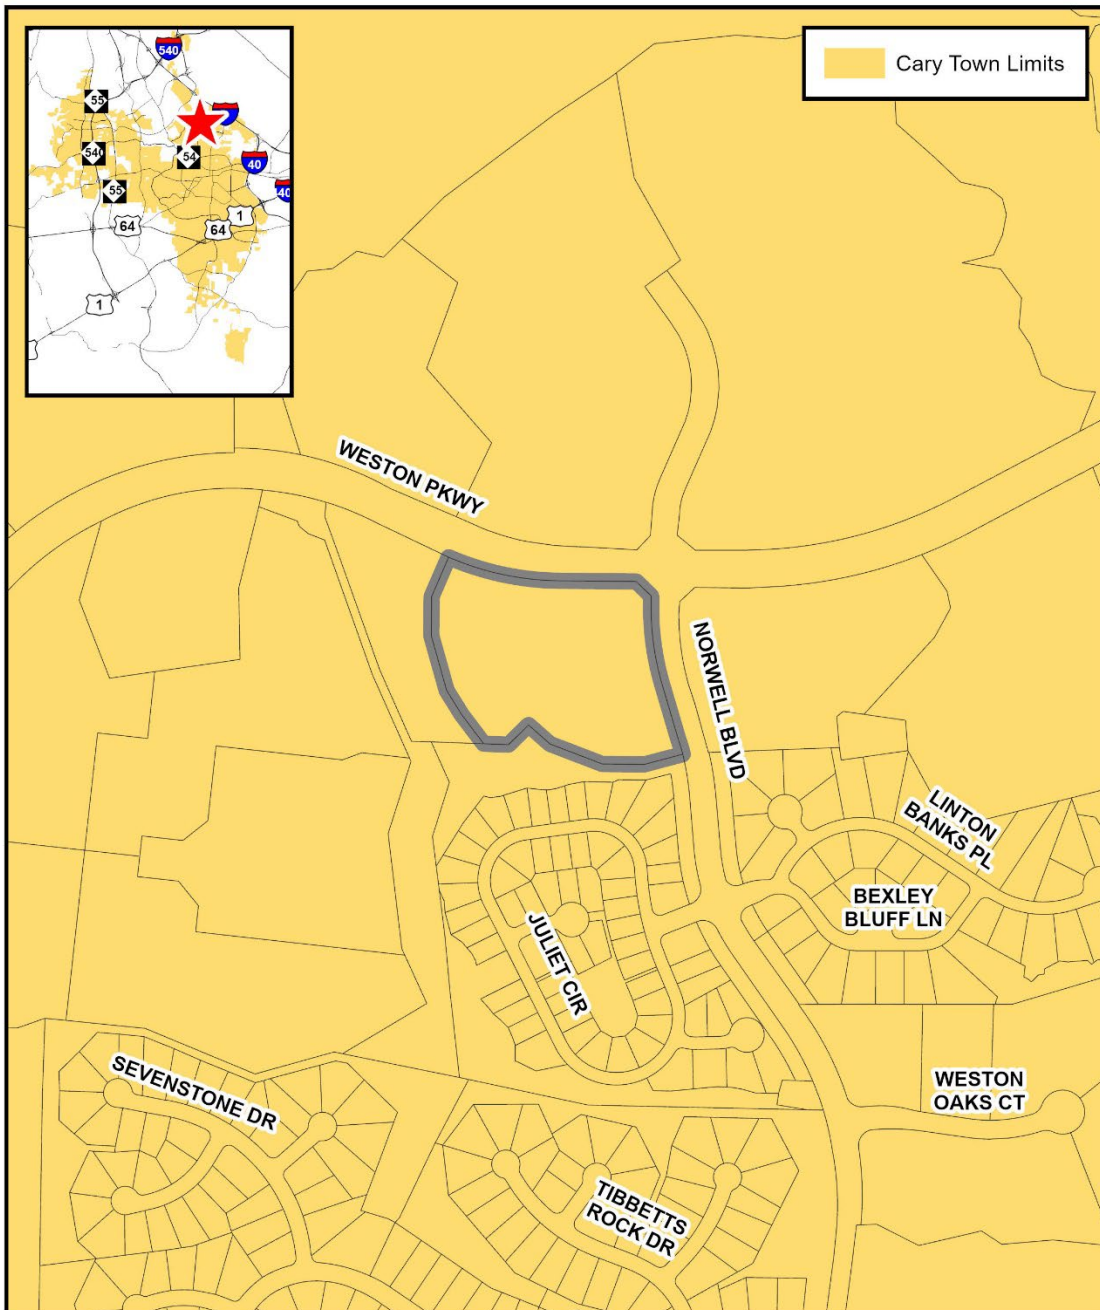 Cary Town Limits
540
55
540
54
40
55
1
64
64
1
WESTON PKWY
NORWELL BLVD
LINTON
BANKS PL
BEXLEY
BLUFF LN
JULIET CIR
SEVENSTONE DR
WESTON
OAKS CT
TIBBETTS
ROCK DR